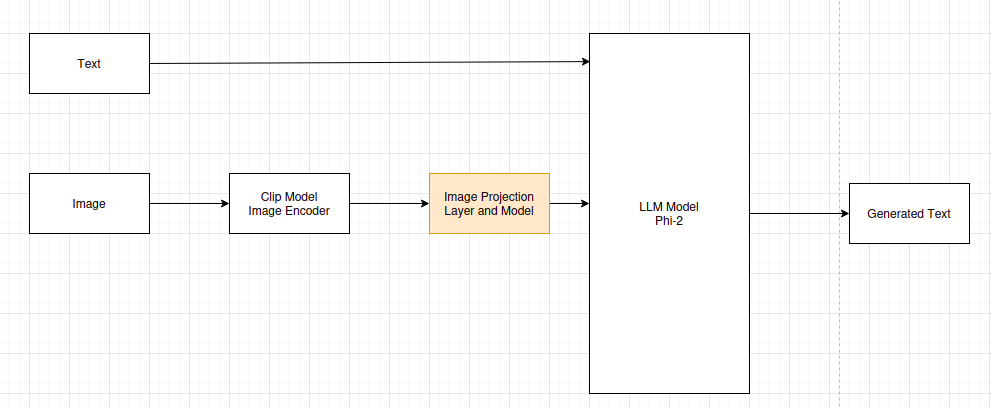 Text
Image
Clip Model
Image Encoder
Image Projection
Layer and Model
LLM Model
Phi-2
Generated Text